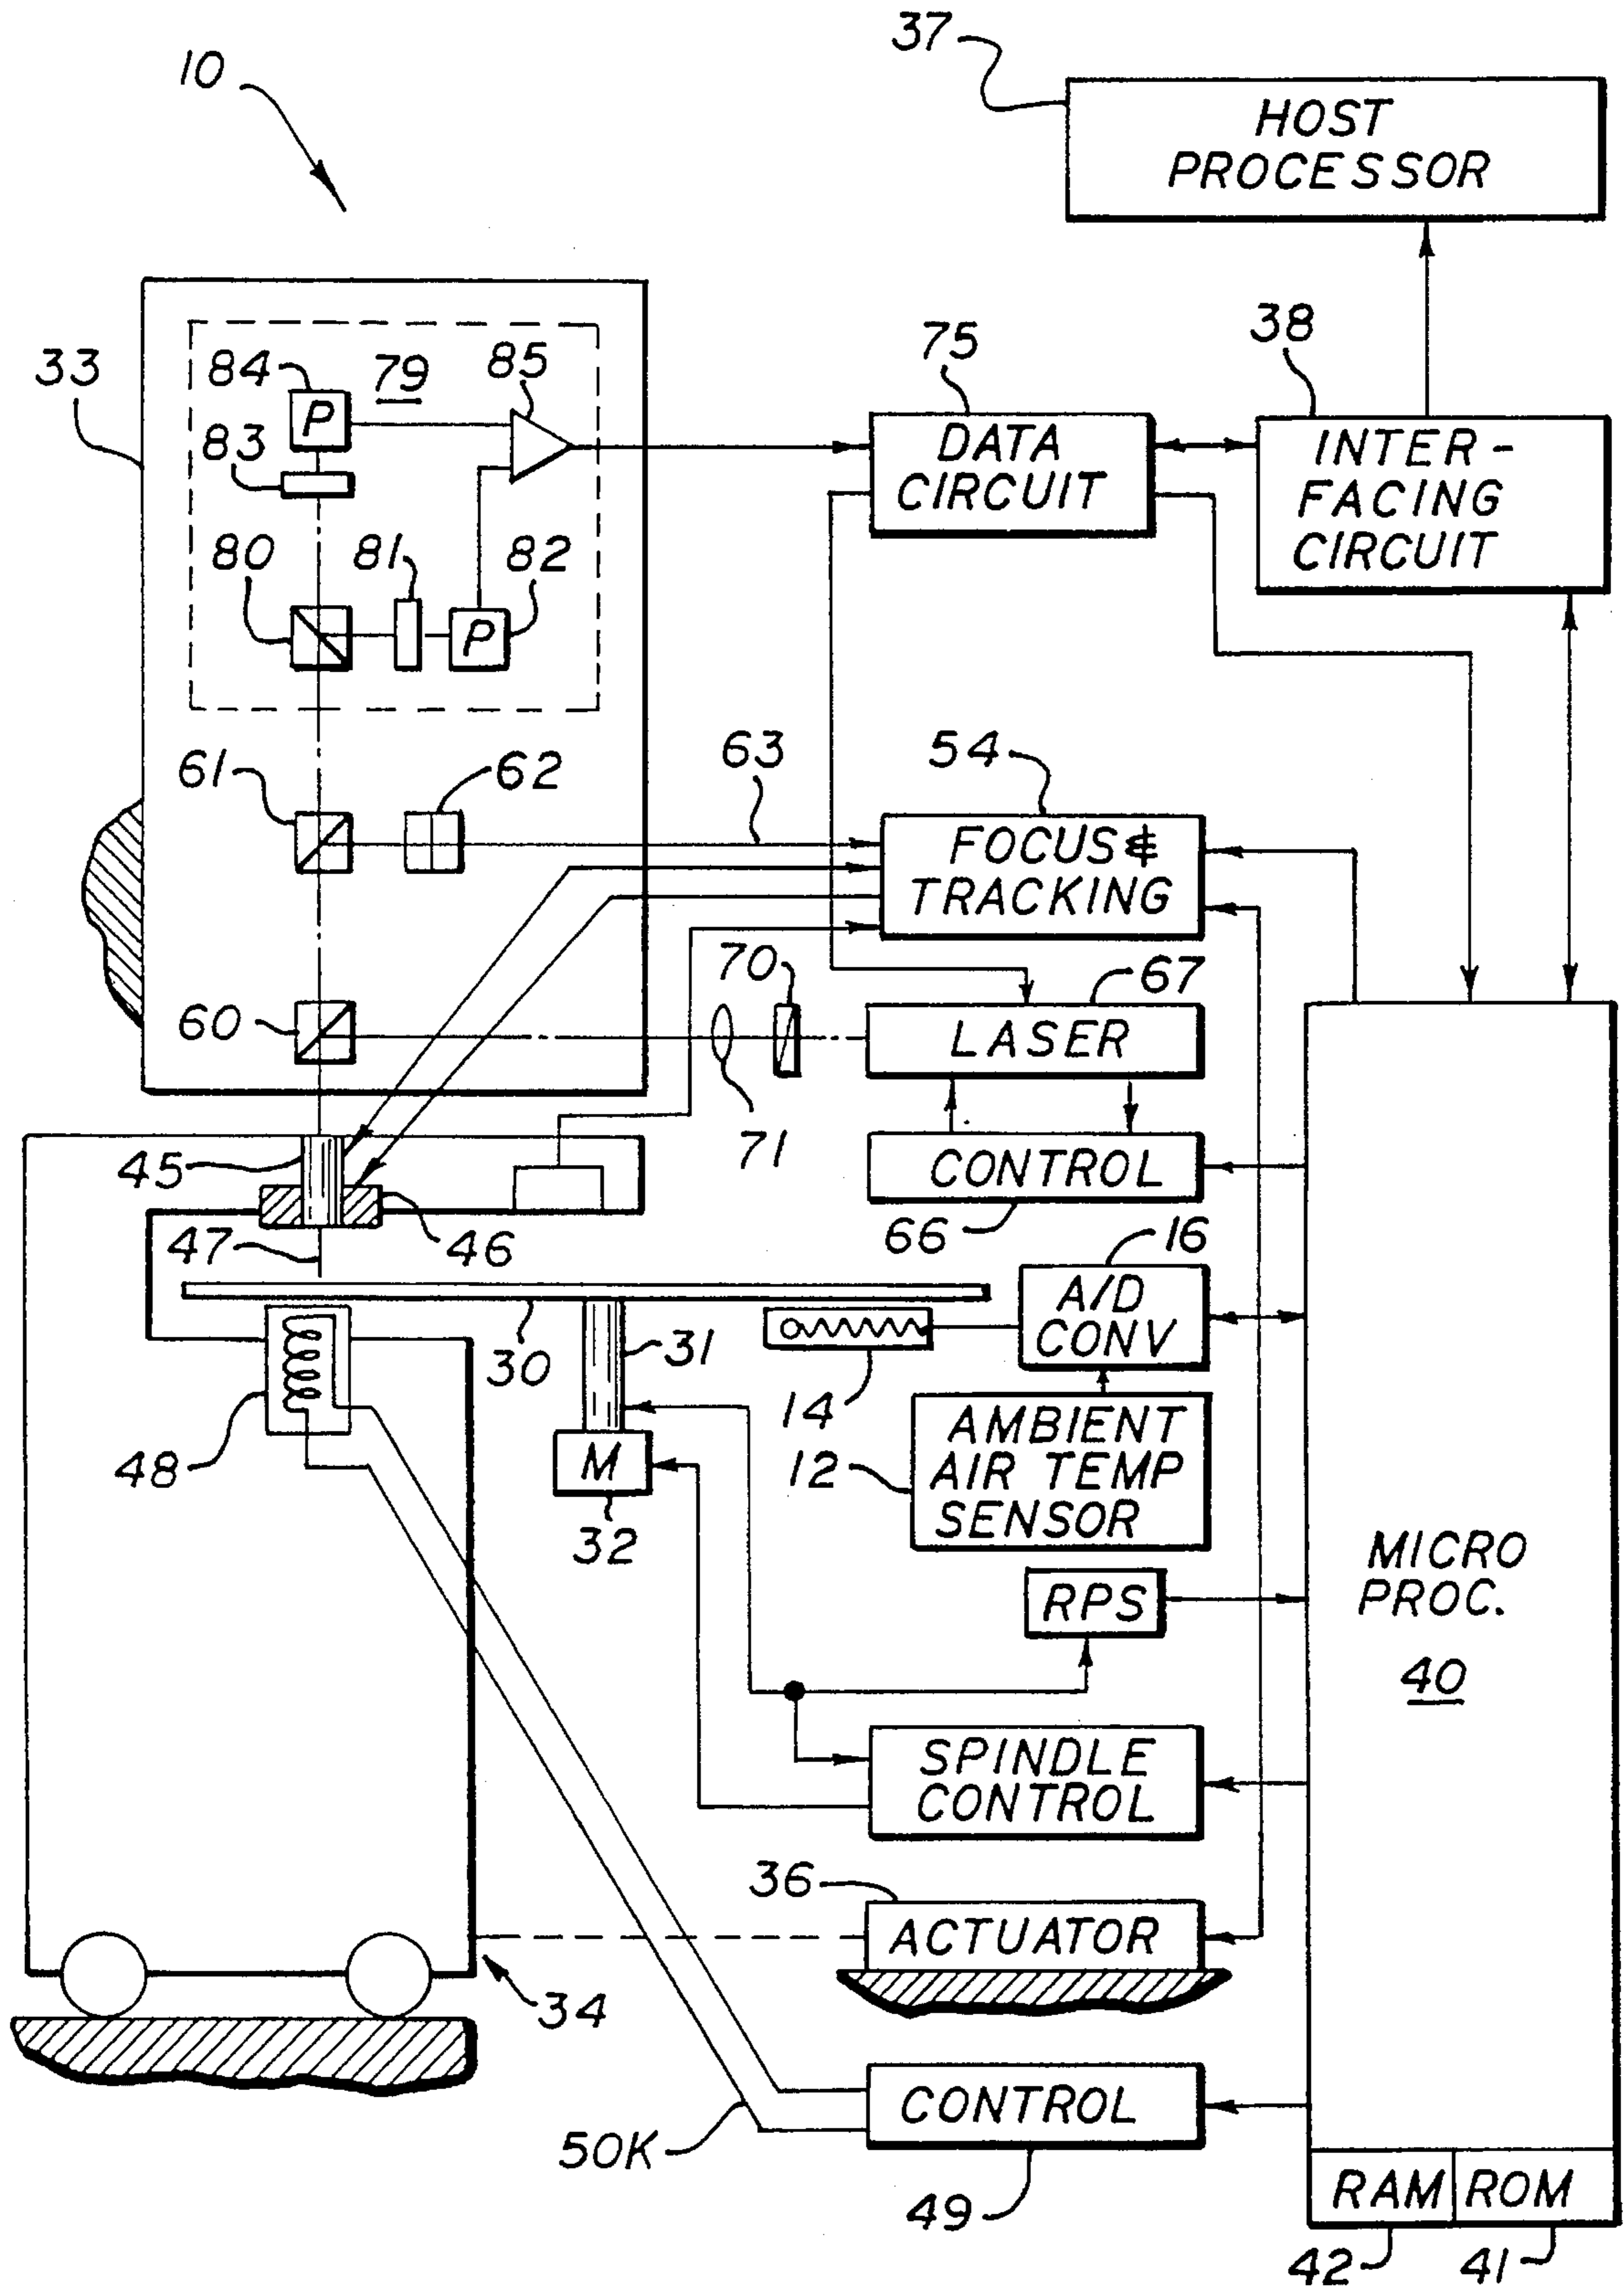 37
10
HOST
PROCESSOR
38
75
33
84
79
85
P
83
DATA
CIRCUIT
INTER-
FACING
CIRCUIT
80
81
82
P
61
62
63
54
FOCUS &
TRACKING
70
67
60
LASER
71
45
CONTROL
47
46
66
16
A/D
CONV
30
31
14
48
M
12
AMBIENT
AIR TEMP
SENSOR
32
MICRO
PROC.
RPS
40
SPINDLE
CONTROL
36
ACTUATOR
34
CONTROL
50K
49
RAM
ROM
42
41